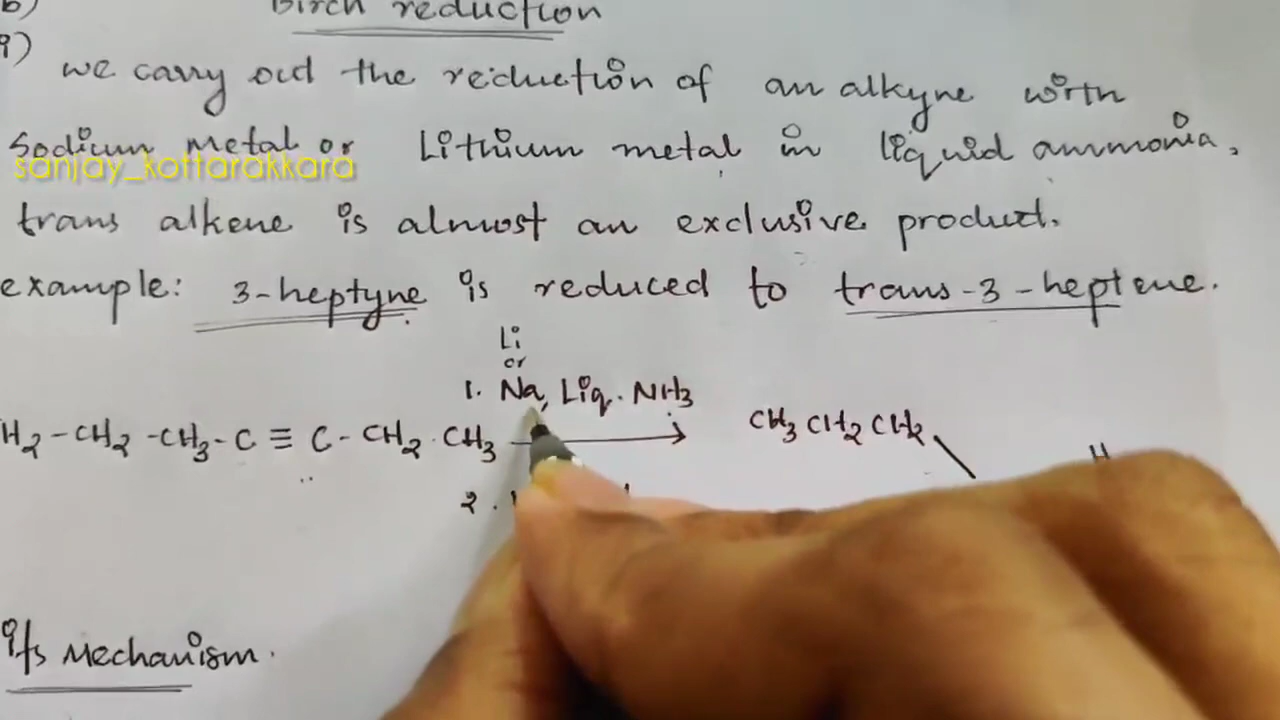 b) Birch reduction
9) we carry out the reduction of an alkyne with
Sodium metal or Lithium metal in liquid ammonia,
sanjay_kottarakkara
trans alkene is almost an exclusive product.
example: 3-heptyne is reduced to trans-3-heptene.
Li
or
1. Na, Liq. NH3
H2-CH2-CH3-C≡C-CH2.CH3 → CH3CH2CH2
H
2.
its Mechanism.